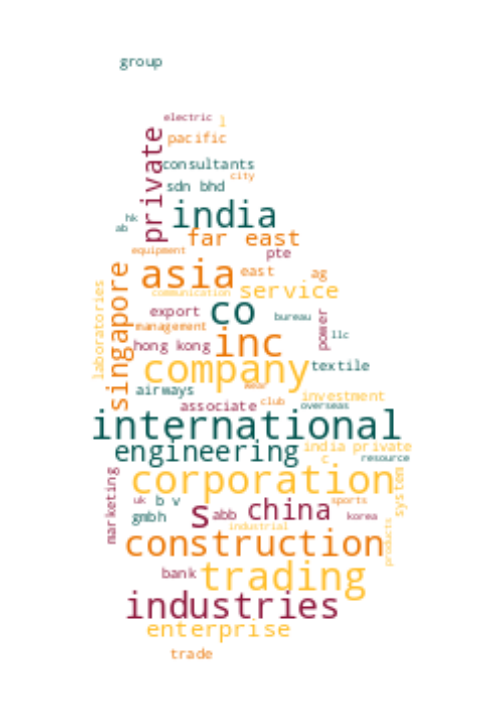 group
electric l
pacific
private
consultants
city
sdn bhd
india
hk
ab
far east
equipment
pte
asia east ag
communication service
laboratories
singapore
export co bureau
management
power
llc
hong kong inc
company textile
wear
airways investment
associate club overseas
international
engineering india private
c resource
corporation
marketing
system
uk b v sports
s abb china korea
gmbh
industrial
products
construction
bank trading
industries
enterprise
trade